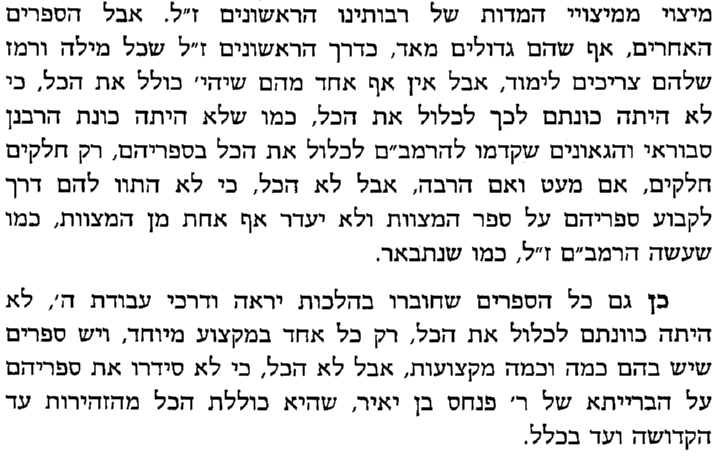 מיצוי ממיצויי המדות של רבותינו הראשונים ז״ל. אבל הספרים
האחרים, אף שהם גדולים מאד, כדרך הראשונים ז״ל שכל מילה ורמז
שלהם צריכים לימוד, אבל אין אף אחד מהם שיהי׳ כולל את הכל, כי
לא היתה כונתם לכך לכלול את הכל, כמו שלא היתה כונת הרבנן
סבוראי והגאונים שקדמו להרמב״ם לכלול את הכל בספריהם, רק חלקים
חלקים, אם מעט ואם הרבה, אבל לא הכל, כי לא התוו להם דרך
לקבוע ספריהם על ספר המצוות ולא יעדר אף אחת מן המצוות, כמו
שעשה הרמב״ם ז״ל, כמו שנתבאר.
כן גם כל הספרים שחוברו בהלכות יראה ודרכי עבודת ה׳, לא
היתה כוונתם לכלול את הכל, רק כל אחד במקצוע מיוחד, ויש ספרים
שיש בהם כמה וכמה מקצועות, אבל לא הכל, כי לא סידרו את ספריהם
על הברייתא של ר׳ פנחס בן יאיר, שהיא כוללת הכל מהזהירות עד
הקדושה ועד בכלל.